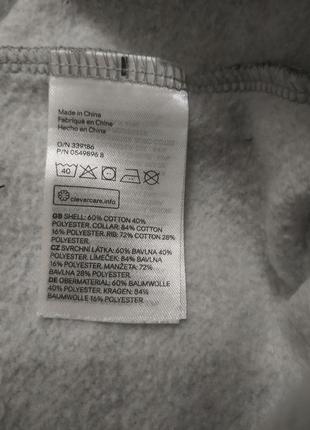 Made in China
Fabriqué en Chine
Hecho en China
O/N 339186
P/N 0549896 8
40
clevercare.info
GB SHELL: 60% COTTON 40%
POLYESTER. COLLAR: 84% COTTON
16% POLYESTER. RIB: 72% COTTON 28%
POLYESTER.
CZ SVRCHNÍ LÁTKA: 60% BAVLNA 40%
POLYESTER. LÍMEČEK: 84% BAVLNA
16% POLYESTER. MANŽETA: 72%
BAVLNA 28% POLYESTER.
DE OBERMATERIAL: 60% BAUMWOLLE
40% POLYESTER. KRAGEN: 84%
BAUMWOLLE 16% POLYESTER.